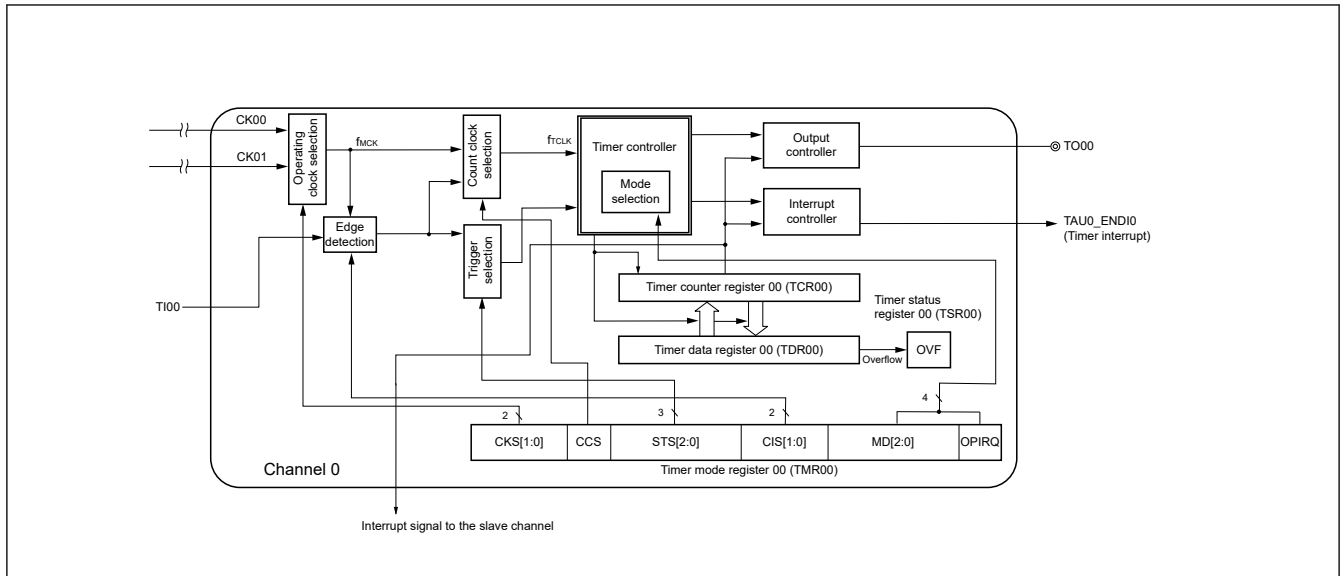 CK00
CK01
Operating
clock selection
fMCK
Edge
detection
TI00
Count clock
selection
Trigger
selection
fTCLK
Timer controller
Mode
selection
Output
controller
TO00
Interrupt
controller
TAU0_ENDI0
(Timer interrupt)
Timer counter register 00 (TCR00)
Timer status
register 00 (TSR00)
Timer data register 00 (TDR00)
Overflow
OVF
2
3
2
4
CKS[1:0]
CCS
STS[2:0]
CIS[1:0]
MD[2:0]
OPIRQ
Timer mode register 00 (TMR00)
Channel 0
Interrupt signal to the slave channel